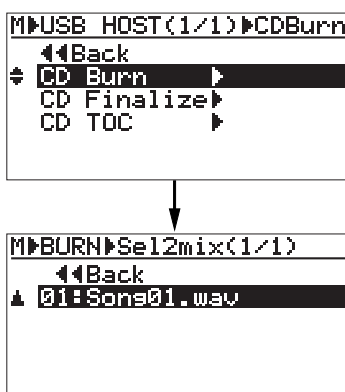 M▶USB HOST(1/1)▶CDBurn
◀◀Back
CD Burn ▶
CD Finalize▶
CD TOC ▶
M▶BURN▶Sel2mix(1/1)
◀◀Back
01:Song01.wav